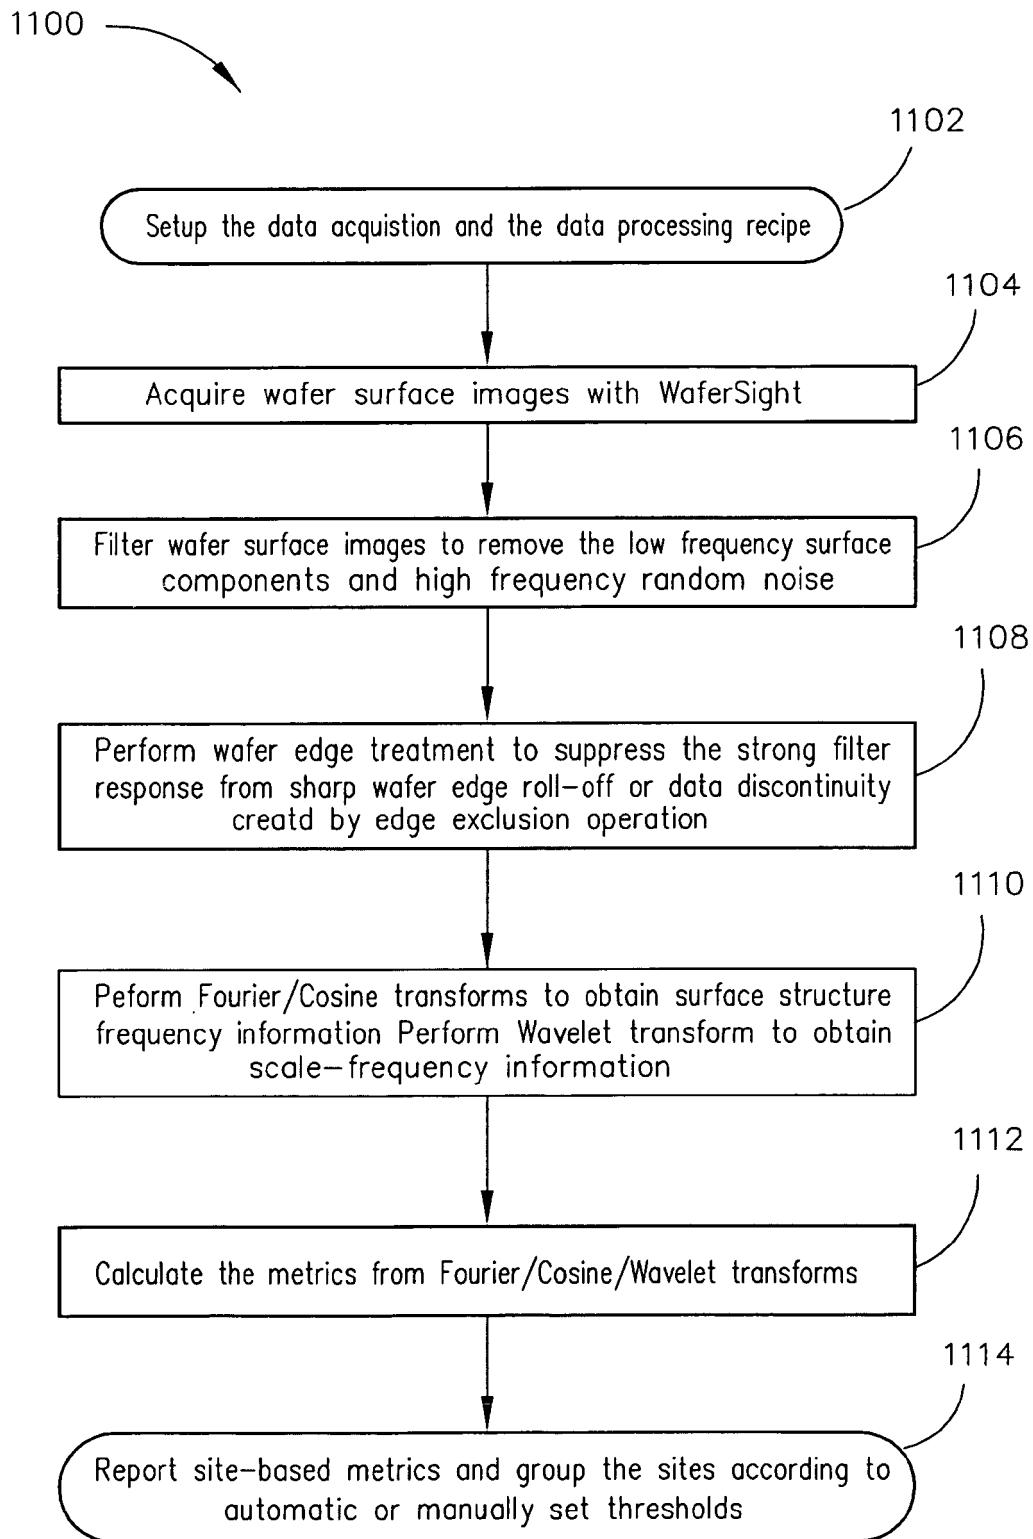 1100
1102
Setup the data acquistion and the data processing recipe
1104
Acquire wafer surface images with WaferSight
1106
Filter wafer surface images to remove the low frequency surface
components and high frequency random noise
1108
Perform wafer edge treatment to suppress the strong filter
response from sharp wafer edge roll-off or data discontinuity
creatd by edge exclusion operation
1110
Peform Fourier/Cosine transforms to obtain surface structure
frequency information Perform Wavelet transform to obtain
scale-frequency information
1112
Calculate the metrics from Fourier/Cosine/Wavelet transforms
1114
Report site-based metrics and group the sites according to
automatic or manually set thresholds